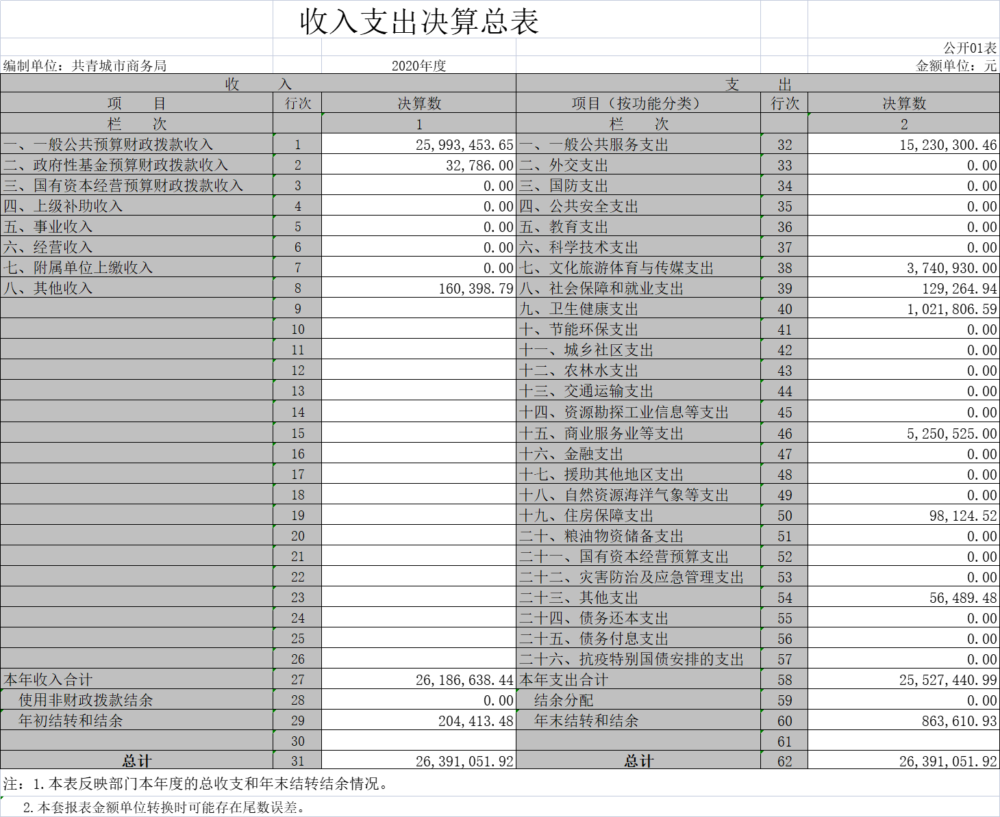 收入支出决算总表
公开01表
编制单位：共青城市商务局 2020年度 金额单位：元
收 入 支 出
项 目 行次 决算数 项目（按功能分类） 行次 决算数
栏 次 1 栏 次 2
一、一般公共预算财政拨款收入 1 25,993,453.65 一、一般公共服务支出 32 15,230,300.46
二、政府性基金预算财政拨款收入 2 32,786.00 二、外交支出 33 0.00
三、国有资本经营预算财政拨款收入 3 0.00 三、国防支出 34 0.00
四、上级补助收入 4 0.00 四、公共安全支出 35 0.00
五、事业收入 5 0.00 五、教育支出 36 0.00
六、经营收入 6 0.00 六、科学技术支出 37 0.00
七、附属单位上缴收入 7 0.00 七、文化旅游体育与传媒支出 38 3,740,930.00
八、其他收入 8 160,398.79 八、社会保障和就业支出 39 129,264.94
9 九、卫生健康支出 40 1,021,806.59
10 十、节能环保支出 41 0.00
11 十一、城乡社区支出 42 0.00
12 十二、农林水支出 43 0.00
13 十三、交通运输支出 44 0.00
14 十四、资源勘探工业信息等支出 45 0.00
15 十五、商业服务业等支出 46 5,250,525.00
16 十六、金融支出 47 0.00
17 十七、援助其他地区支出 48 0.00
18 十八、自然资源海洋气象等支出 49 0.00
19 十九、住房保障支出 50 98,124.52
20 二十、粮油物资储备支出 51 0.00
21 二十一、国有资本经营预算支出 52 0.00
22 二十二、灾害防治及应急管理支出 53 0.00
23 二十三、其他支出 54 56,489.48
24 二十四、债务还本支出 55 0.00
25 二十五、债务付息支出 56 0.00
26 二十六、抗疫特别国债安排的支出 57 0.00
本年收入合计 27 26,186,638.44 本年支出合计 58 25,527,440.99
使用非财政拨款结余 28 0.00 结余分配 59 0.00
年初结转和结余 29 204,413.48 年末结转和结余 60 863,610.93
30 61
总计 31 26,391,051.92 总计 62 26,391,051.92
注：1.本表反映部门本年度的总收支和年末结转结余情况。
2.本套报表金额单位转换时可能存在尾数误差。